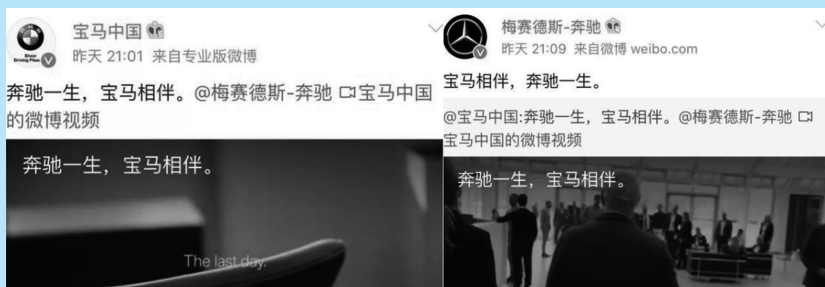 宝马中国
昨天 21:01 来自专业版微博
奔驰一生，宝马相伴。@梅赛德斯-奔驰 宝马中国
的微博视频
奔驰一生，宝马相伴。
The last day.
梅赛德斯-奔驰
昨天 21:09 来自微博 weibo.com
宝马相伴，奔驰一生。
@宝马中国:奔驰一生，宝马相伴。@梅赛德斯-奔驰
宝马中国的微博视频
奔驰一生，宝马相伴。